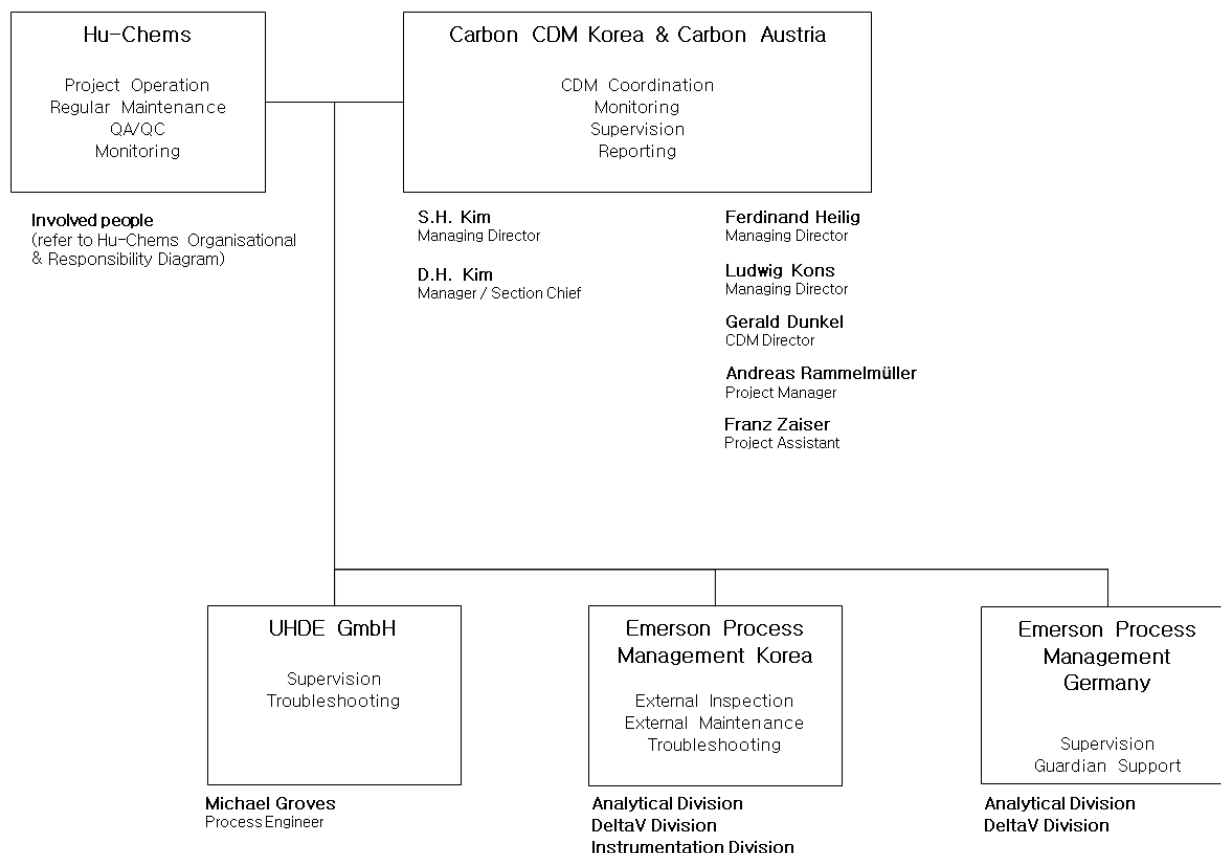 Hu-Chems
Project Operation
Regular Maintenance
QA/QC
Monitoring
Involved people
(refer to Hu-Chems Organisational
& Responsibility Diagram)
Carbon CDM Korea & Carbon Austria
CDM Coordination
Monitoring
Supervision
Reporting
S.H. Kim
Managing Director
D.H. Kim
Manager / Section Chief
Ferdinand Heilig
Managing Director
Ludwig Kons
Managing Director
Gerald Dunkel
CDM Director
Andreas Rammelmüller
Project Manager
Franz Zaiser
Project Assistant
UHDE GmbH
Supervision
Troubleshooting
Michael Groves
Process Engineer
Emerson Process
Management Korea
External Inspection
External Maintenance
Troubleshooting
Analytical Division
DeltaV Division
Instrumentation Division
Emerson Process
Management
Germany
Supervision
Guardian Support
Analytical Division
DeltaV Division